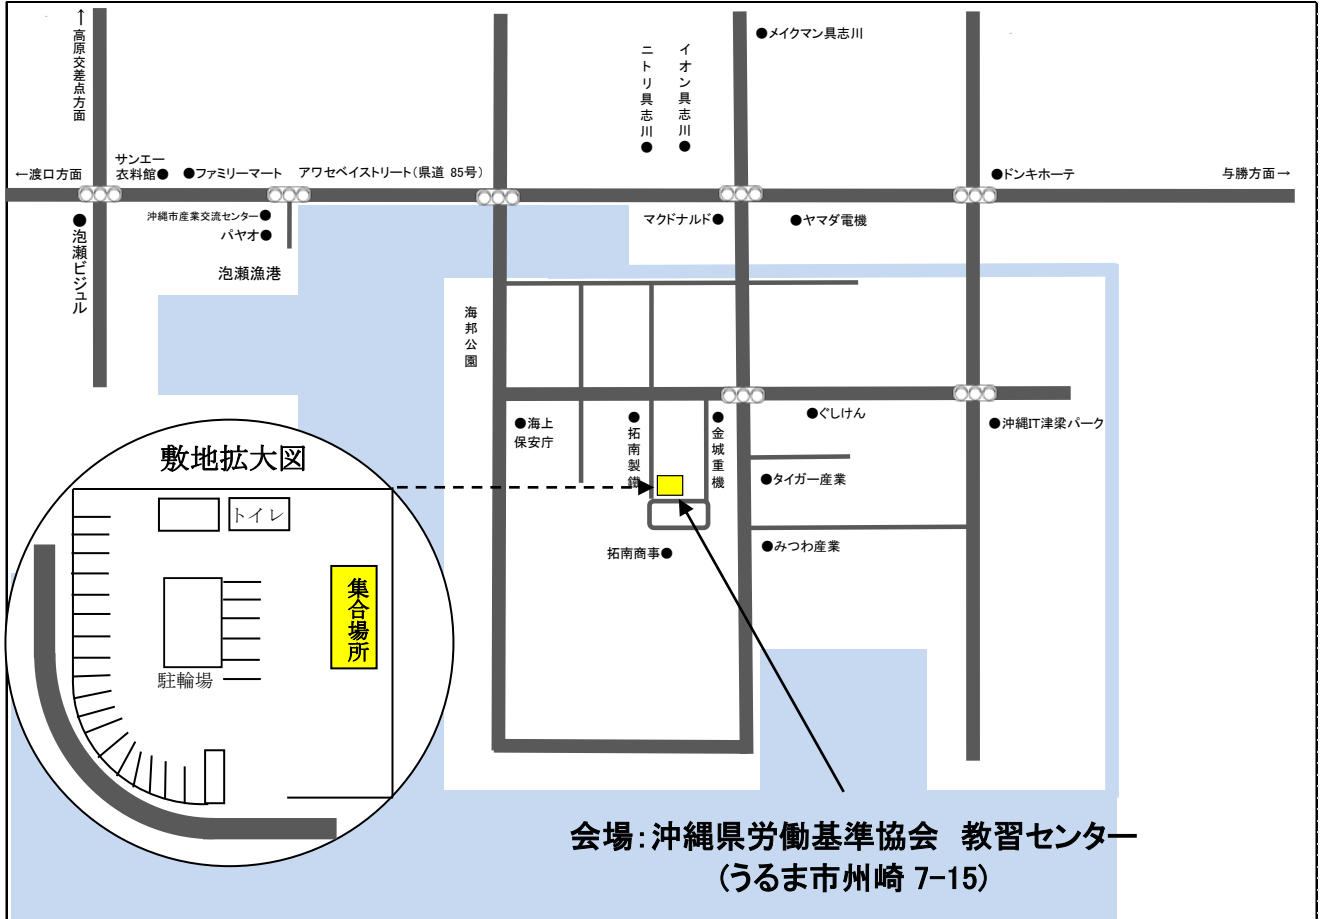 ↑高原交差点方面
●メイクマン具志川
ニトリ具志川●
イオン具志川●
←渡口方面
サンエー
衣料館●
●ファミリーマート
アワセベイストリート(県道 85号)
●ドンキホーテ
与勝方面→
●泡瀬ビジュル
沖縄市産業交流センター●
パヤオ●
泡瀬漁港
マクドナルド●
●ヤマダ電機
海邦公園
●海上
保安庁
●拓南製鐵
●金城重機
●ぐしけん
●沖縄IT津梁パーク
●タイガー産業
●みつわ産業
拓南商事●
敷地拡大図
トイレ
集合場所
駐輪場
会場:沖縄県労働基準協会 教習センター
(うるま市州崎 7-15)